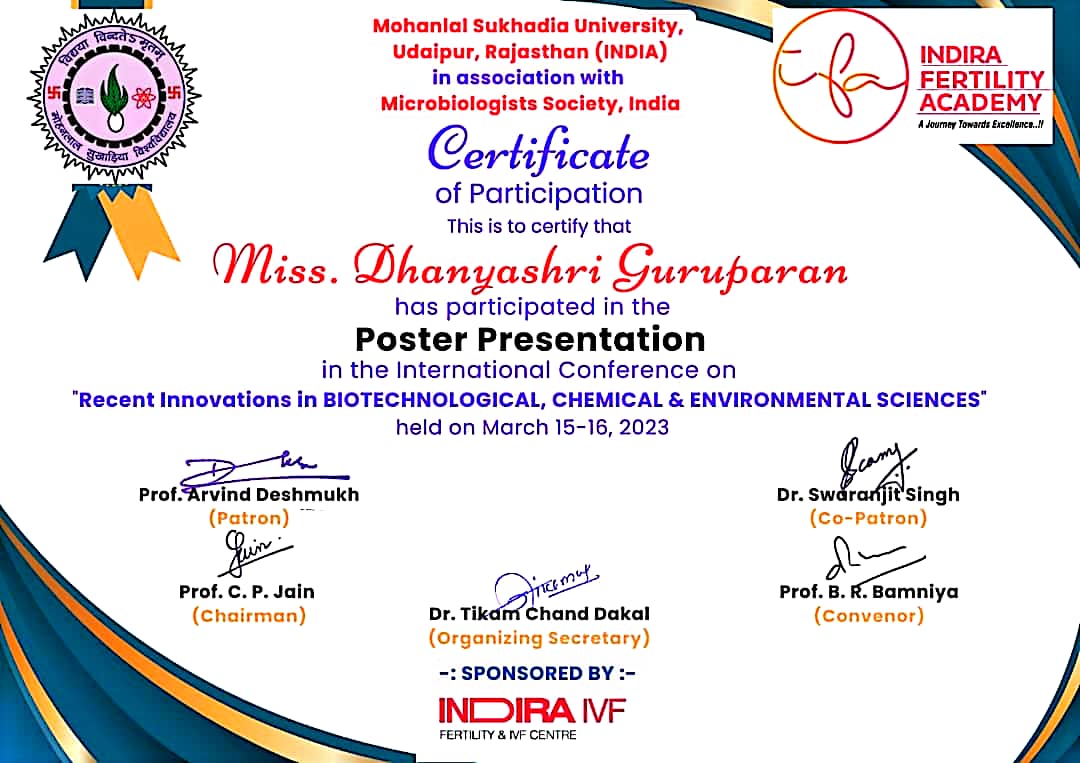 विद्यया विन्दतेऽमृतम्
मोहनलाल सुखाड़िया विश्वविद्यालय
Mohanlal Sukhadia University,
Udaipur, Rajasthan (INDIA)
in association with
Microbiologists Society, India
INDIRA
FERTILITY
ACADEMY
A Journey Towards Excellence..!!
Certificate
of Participation
This is to certify that
Miss. Dhanyashri Guruparan
has participated in the
Poster Presentation
in the International Conference on
"Recent Innovations in BIOTECHNOLOGICAL, CHEMICAL & ENVIRONMENTAL SCIENCES"
held on March 15-16, 2023
Prof. Arvind Deshmukh
(Patron)
Dr. Swaranjit Singh
(Co-Patron)
Prof. C. P. Jain
(Chairman)
Dr. Tikam Chand Dakal
(Organizing Secretary)
Prof. B. R. Bamniya
(Convenor)
-: SPONSORED BY :-
INDIRA IVF
FERTILITY & IVF CENTRE